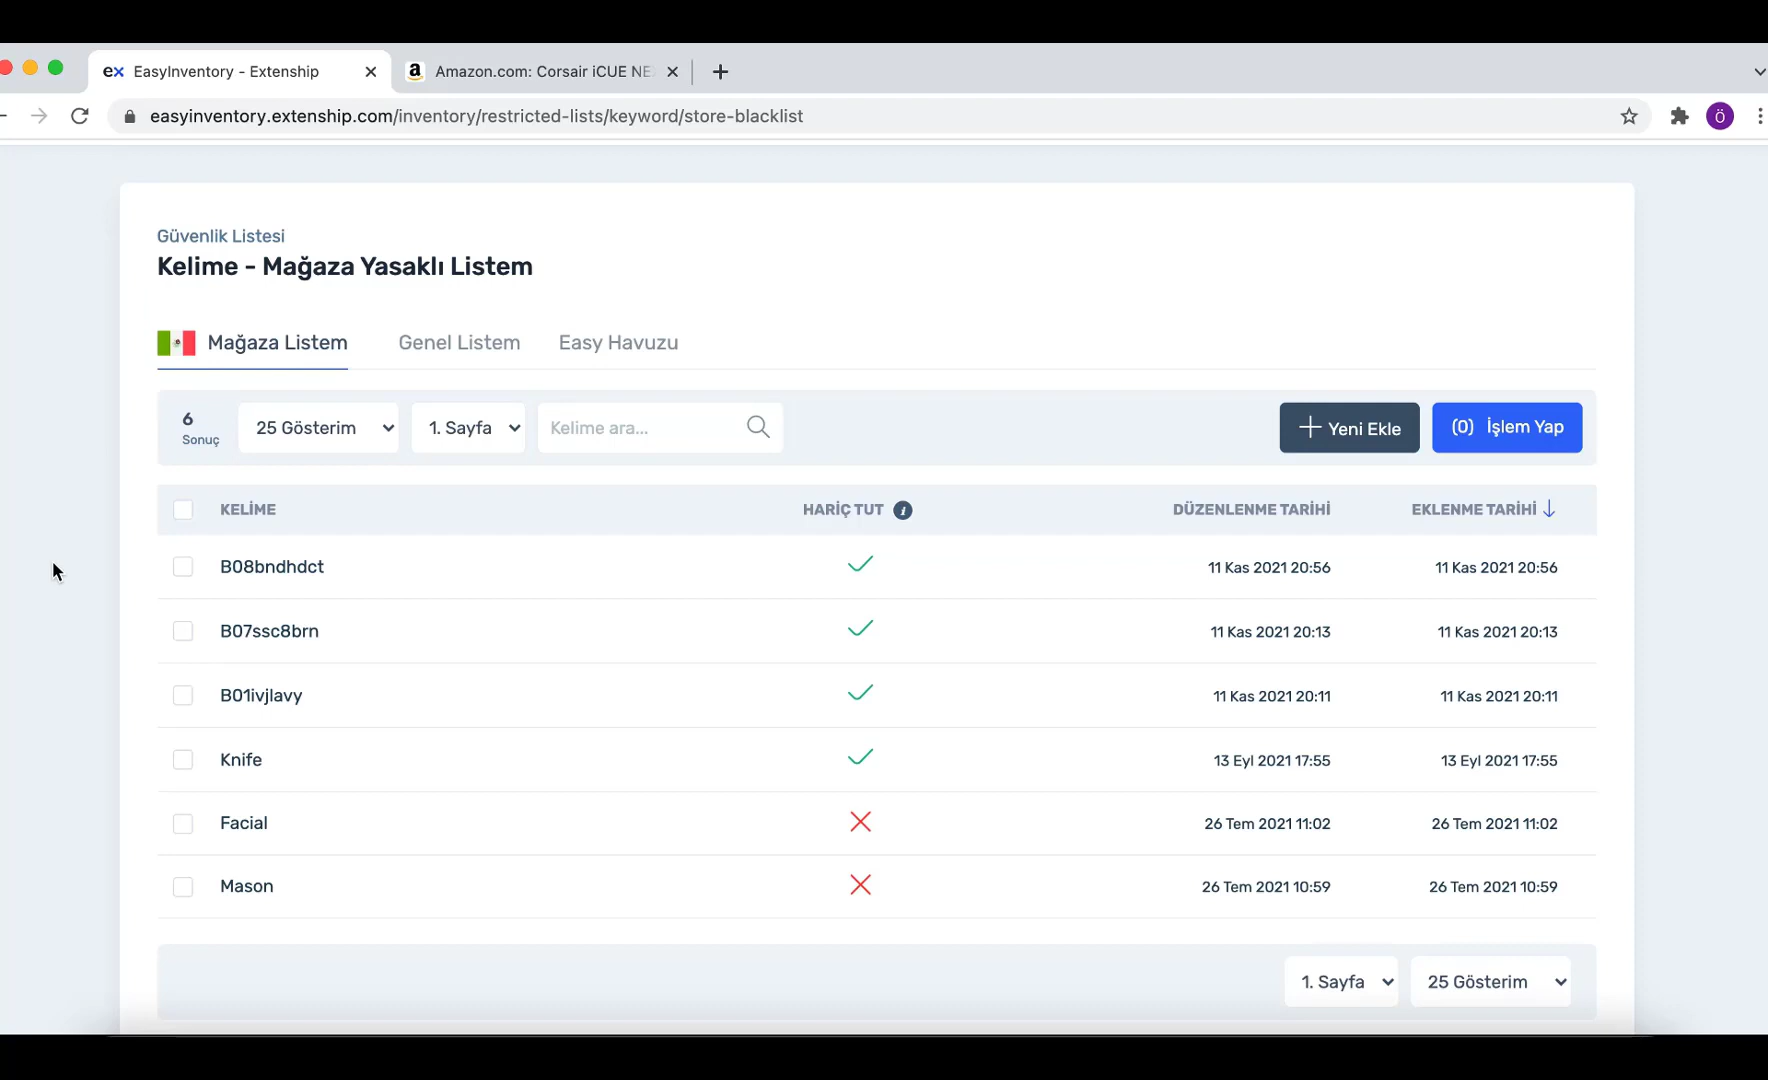 ex EasyInventory - Extenship
a Amazon.com: Corsair iCUE NE
easyinventory.extenship.com/inventory/restricted-lists/keyword/store-blacklist
Ö
Güvenlik Listesi
Kelime - Mağaza Yasaklı Listem
Mağaza Listem
Genel Listem
Easy Havuzu
6
Sonuç
25 Gösterim
1. Sayfa
Kelime ara...
Yeni Ekle
(0) İşlem Yap
KELİME
HARİÇ TUT i
DÜZENLENME TARİHİ
EKLENME TARİHİ
B08bndhdct
11 Kas 2021 20:56
11 Kas 2021 20:56
B07ssc8brn
11 Kas 2021 20:13
11 Kas 2021 20:13
B01ivjlavy
11 Kas 2021 20:11
11 Kas 2021 20:11
Knife
13 Eyl 2021 17:55
13 Eyl 2021 17:55
Facial
26 Tem 2021 11:02
26 Tem 2021 11:02
Mason
26 Tem 2021 10:59
26 Tem 2021 10:59
1. Sayfa
25 Gösterim